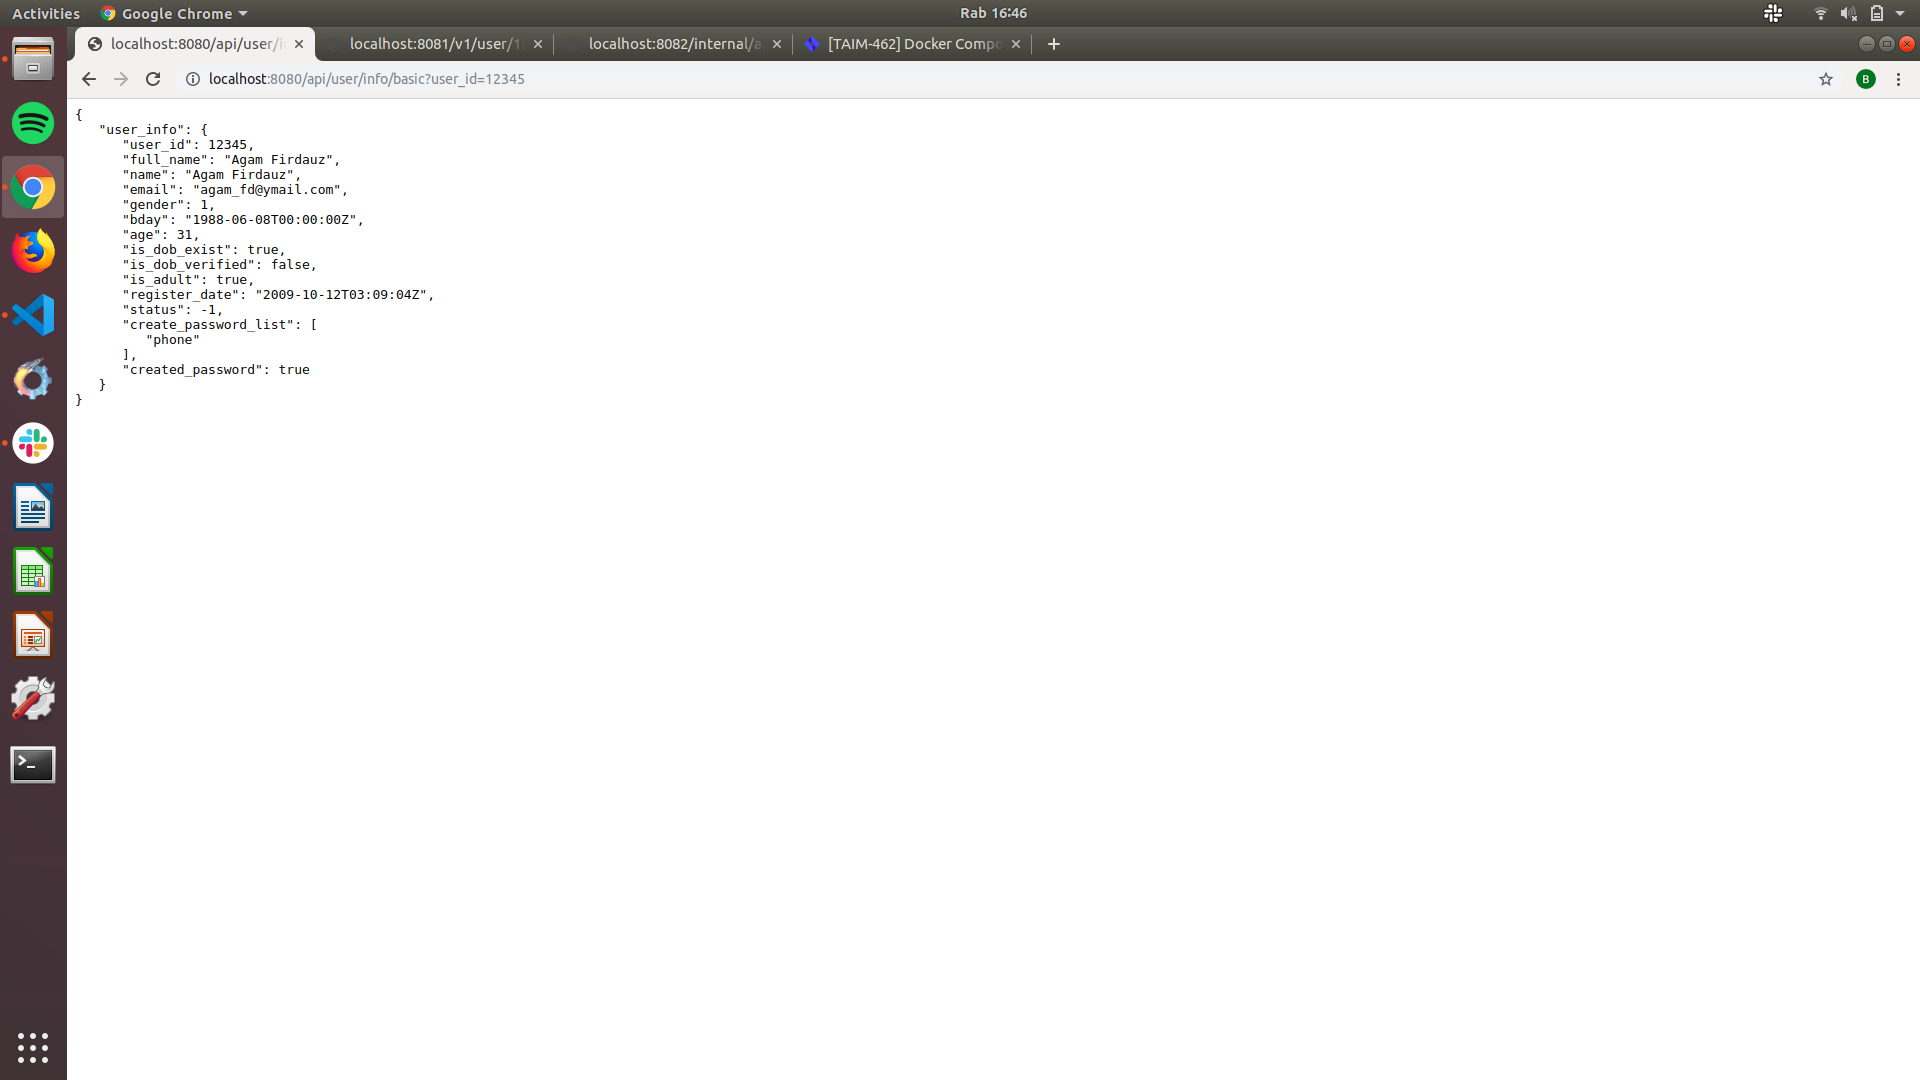 Activities
Google Chrome
Rab 16:46
localhost:8080/api/user/i
localhost:8081/v1/user/1
localhost:8082/internal/a
[TAIM-462] Docker Compo
localhost:8080/api/user/info/basic?user_id=12345
B
{
   "user_info": {
      "user_id": 12345,
      "full_name": "Agam Firdauz",
      "name": "Agam Firdauz",
      "email": "agam_fd@ymail.com",
      "gender": 1,
      "bday": "1988-06-08T00:00:00Z",
      "age": 31,
      "is_dob_exist": true,
      "is_dob_verified": false,
      "is_adult": true,
      "register_date": "2009-10-12T03:09:04Z",
      "status": -1,
      "create_password_list": [
         "phone"
      ],
      "created_password": true
   }
}